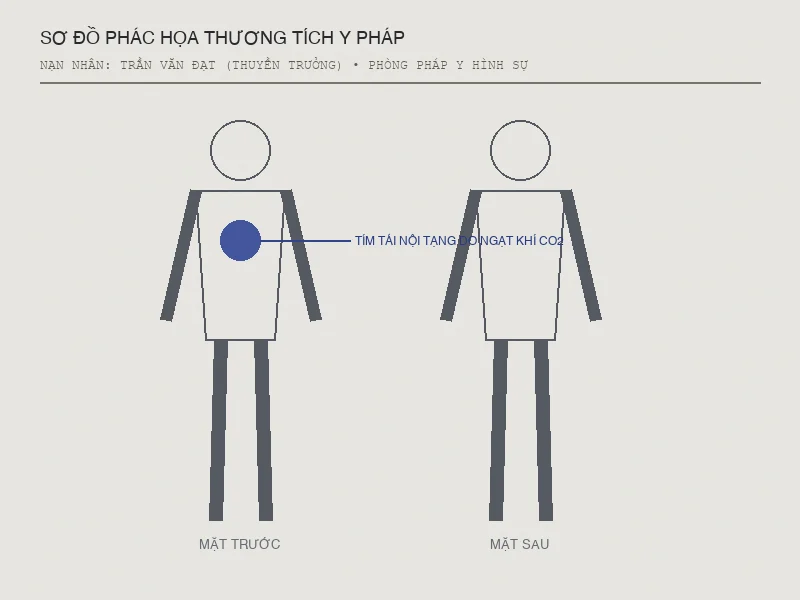 SƠ ĐỒ PHÁC HỌA THƯƠNG TÍCH Y PHÁP
NẠN NHÂN: TRẦN VĂN ĐẠT (THUYỀN TRƯỞNG) • PHÒNG PHÁP Y HÌNH SỰ
TÍM TÁI NỘI TẠNG DO NGẠT KHÍ CO2
MẶT TRƯỚC
MẶT SAU